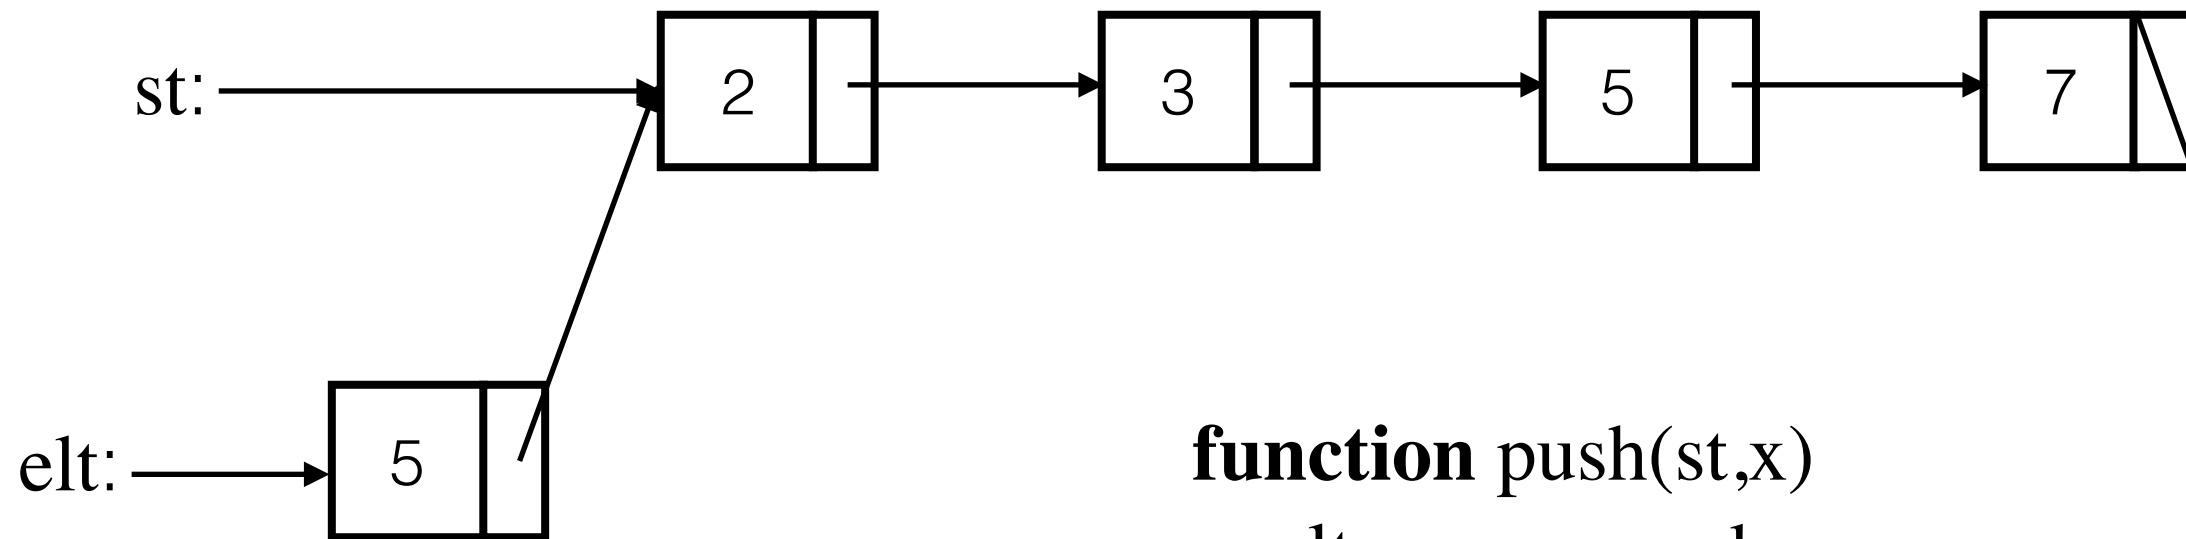 st: 2 3 5 7
elt: 5
function push(st,x)